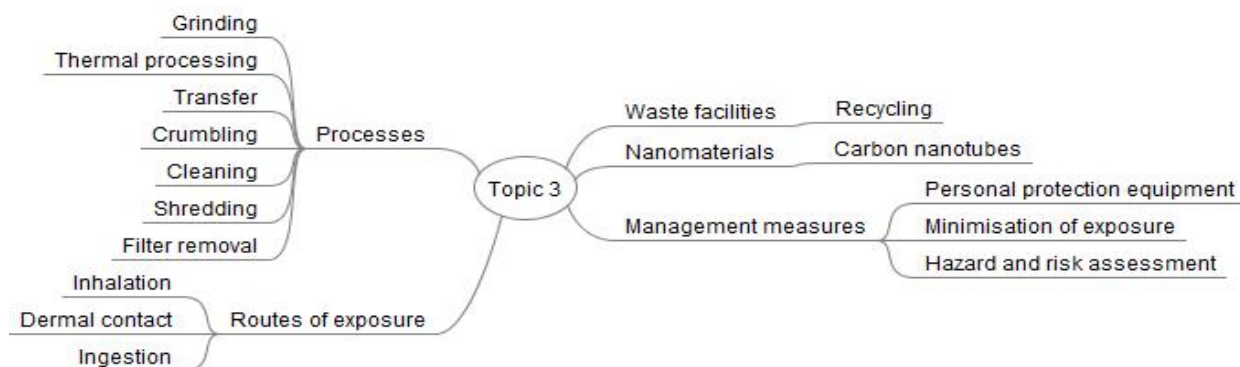 Grinding
Thermal processing
Transfer
Crumbling
Cleaning
Shredding
Filter removal
Processes
Inhalation
Dermal contact
Ingestion
Routes of exposure
Topic 3
Waste facilities
Recycling
Nanomaterials
Carbon nanotubes
Management measures
Personal protection equipment
Minimisation of exposure
Hazard and risk assessment